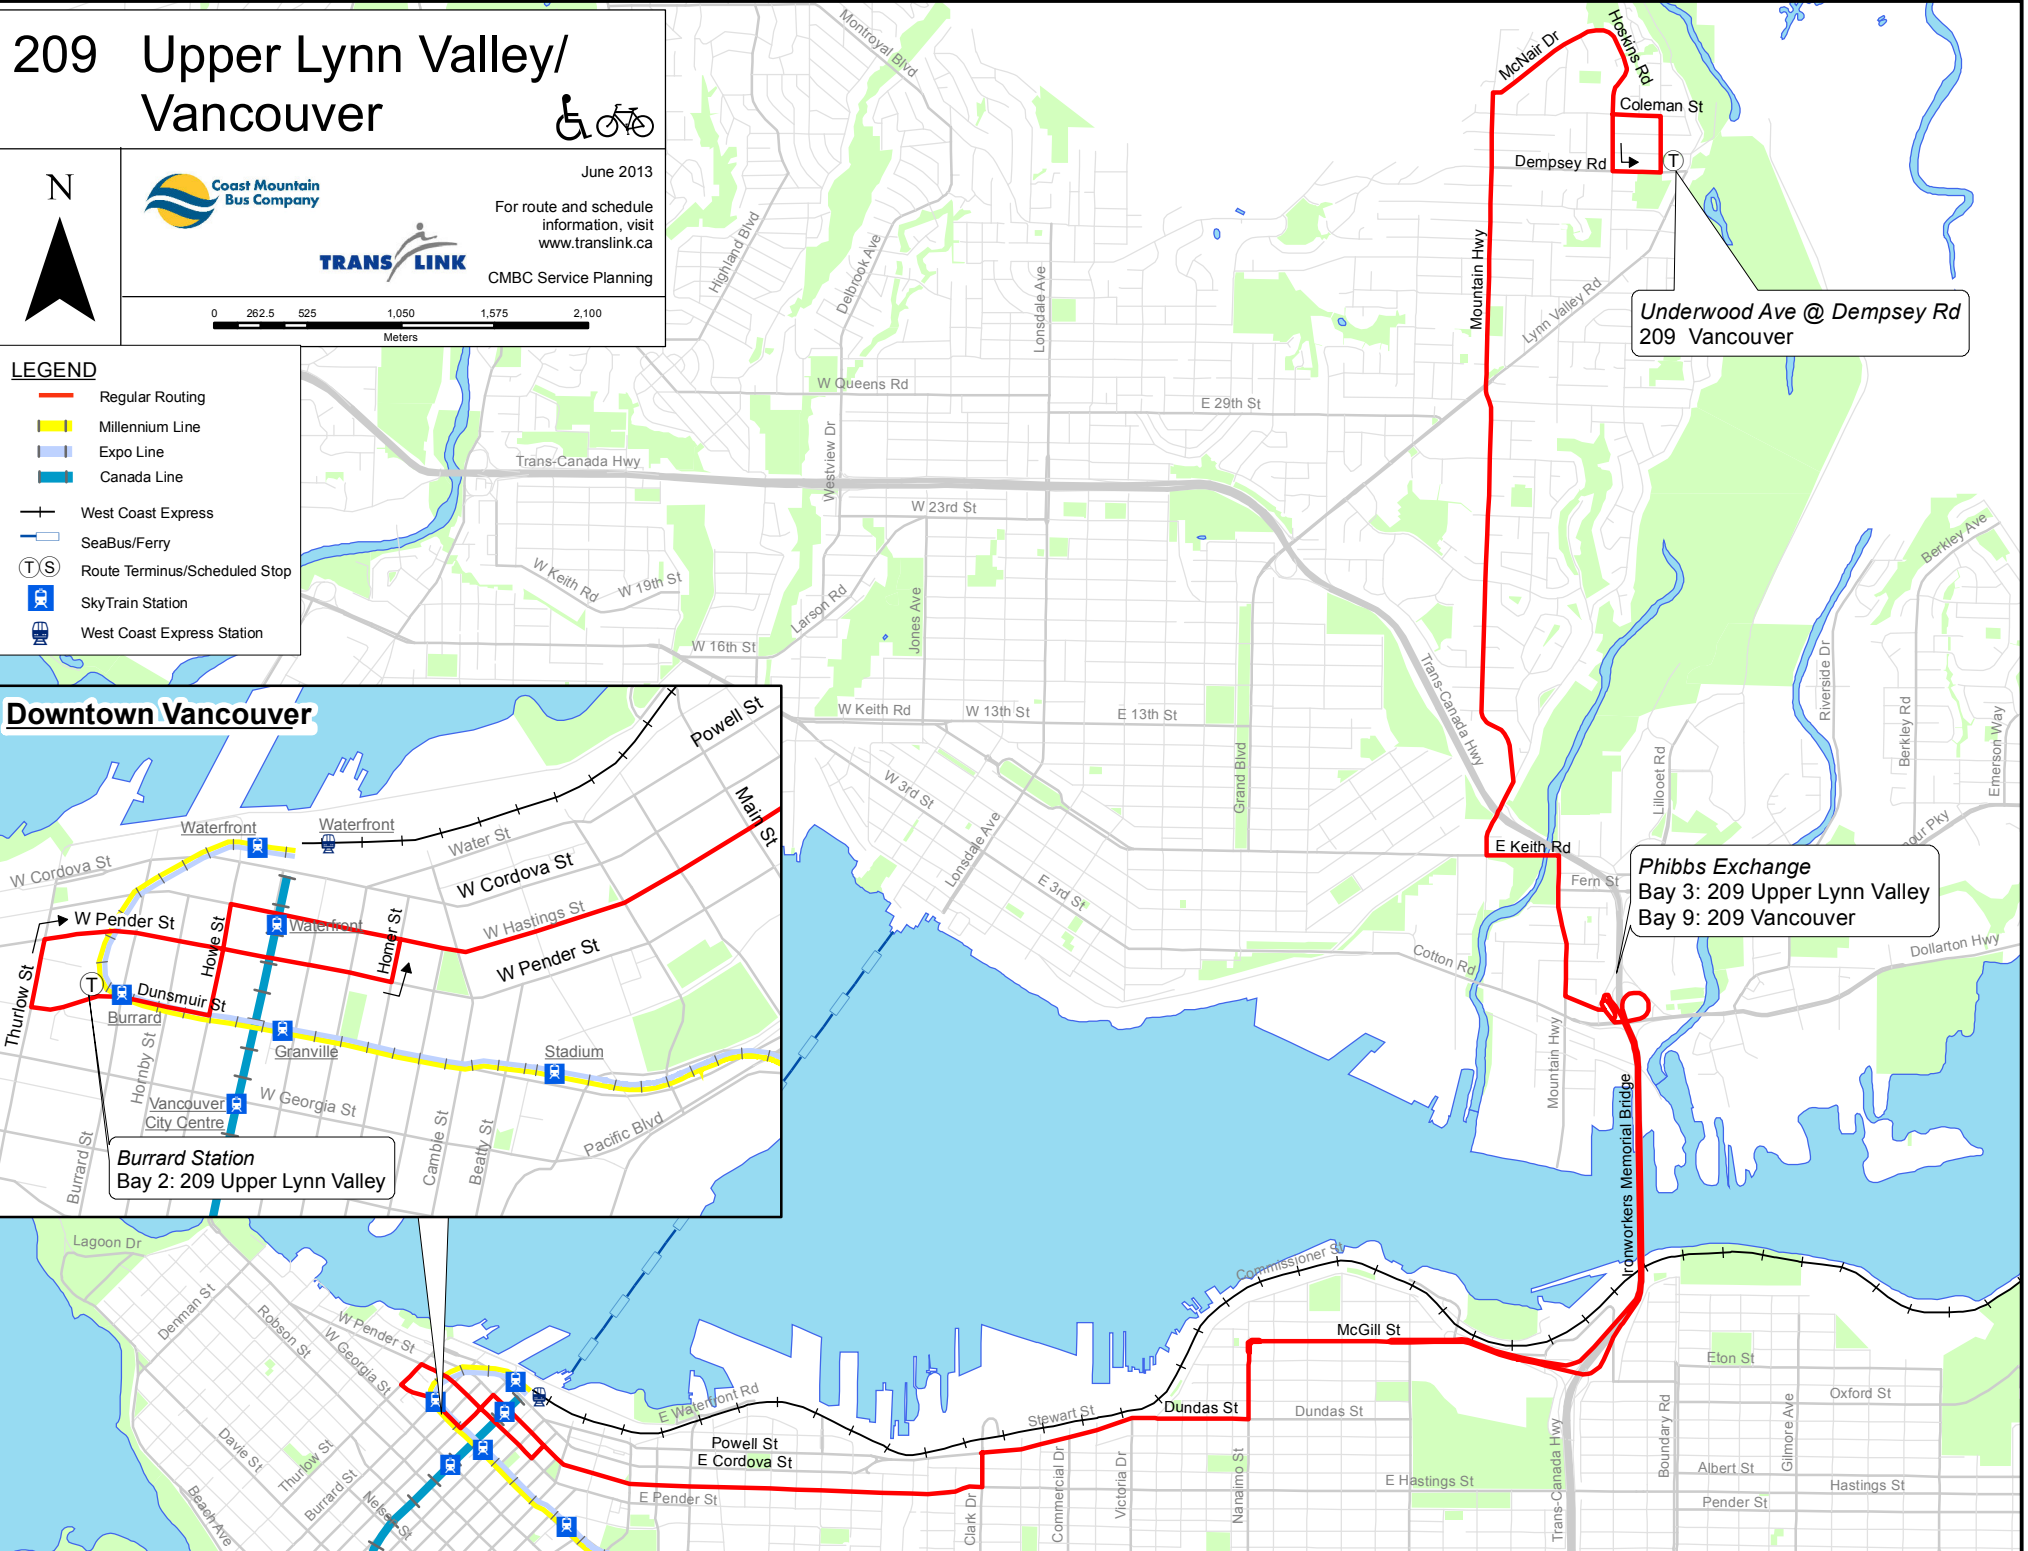 209 Upper Lynn Valley/
Vancouver
N
Coast Mountain
Bus Company
TRANS LINK
June 2013
For route and schedule
information, visit
www.translink.ca
CMBC Service Planning
0 262.5 525 1,050 1,575 2,100
Meters
LEGEND
Regular Routing
Millennium Line
Expo Line
Canada Line
West Coast Express
SeaBus/Ferry
T S Route Terminus/Scheduled Stop
SkyTrain Station
West Coast Express Station
Montroyal Blvd
Highland Blvd
Delbrook Ave
Lonsdale Ave
McNair Dr
Hoskins Rd
Coleman St
Dempsey Rd
T
Mountain Hwy
Lynn Valley Rd
Underwood Ave @ Dempsey Rd
209 Vancouver
W Queens Rd
E 29th St
Westview Dr
Trans-Canada Hwy
W 23rd St
W Keith Rd
W 19th St
Larson Rd
Jones Ave
W 16th St
Berkley Ave
Riverside Dr
Berkley Rd
Emerson Way
Lillooet Rd
Trans-Canada Hwy
W Keith Rd
W 13th St
E 13th St
Grand Blvd
W 3rd St
Lonsdale Ave
E 3rd St
E Keith Rd
Fern St
Phibbs Exchange
Bay 3: 209 Upper Lynn Valley
Bay 9: 209 Vancouver
Cotton Rd
Dollarton Hwy
Mountain Hwy
Ironworkers Memorial Bridge
Downtown Vancouver
Powell St
Main St
Waterfront
Waterfront
Water St
W Cordova St
W Cordova St
W Hastings St
W Pender St
W Pender St
Waterfront
Howe St
Homer St
Thurlow St
T
Dunsmuir St
Burrard
Granville
Stadium
Hornby St
Vancouver
City Centre
W Georgia St
Burrard St
Cambie St
Beatty St
Pacific Blvd
Burrard Station
Bay 2: 209 Upper Lynn Valley
Lagoon Dr
Denman St
Robson St
W Pender St
W Georgia St
Davie St
Thurlow St
Burrard St
Nelson St
Beach Ave
E Waterfront Rd
Powell St
E Cordova St
E Pender St
Stewart St
Clark Dr
Commercial Dr
Victoria Dr
Dundas St
Nanaimo St
Commissioner St
McGill St
Dundas St
E Hastings St
Trans-Canada Hwy
Boundary Rd
Eton St
Gilmore Ave
Oxford St
Albert St
Hastings St
Pender St